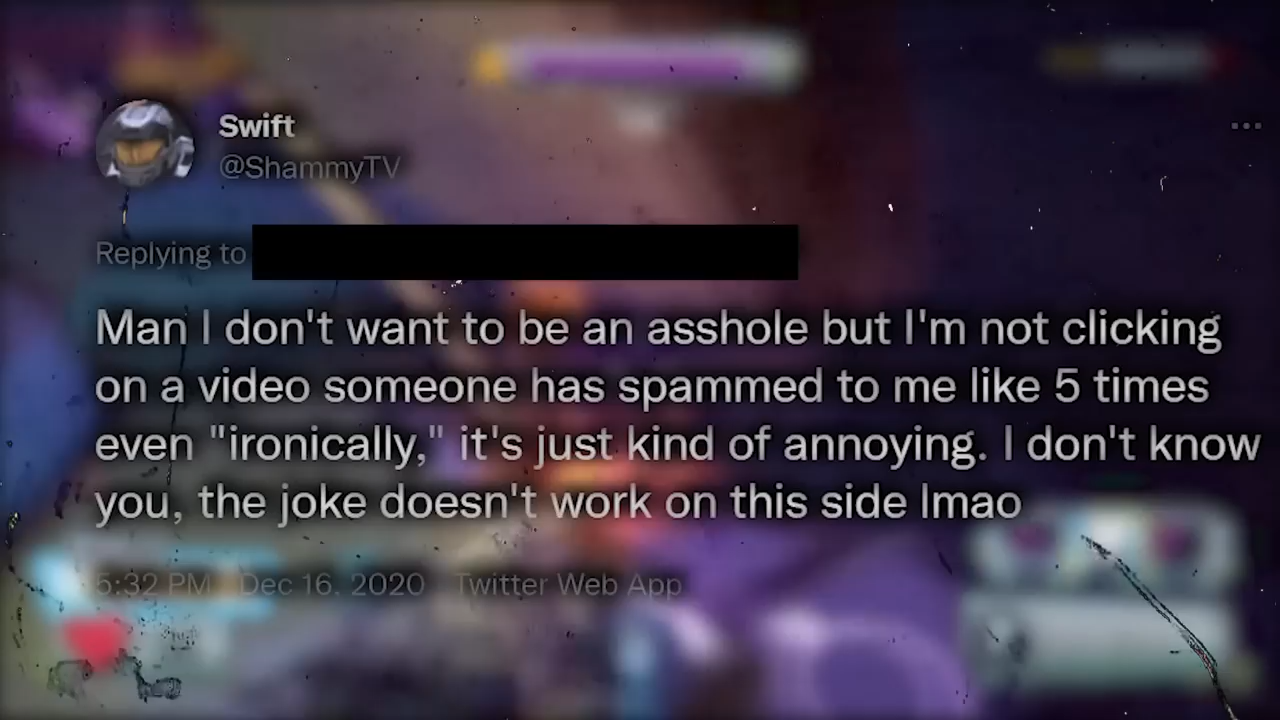 Swift
@ShammyTV
Replying to
Man I don't want to be an asshole but I'm not clicking
on a video someone has spammed to me like 5 times
even "ironically," it's just kind of annoying. I don't know
you, the joke doesn't work on this side lmao
5:32 PM · Dec 16, 2020 · Twitter Web App